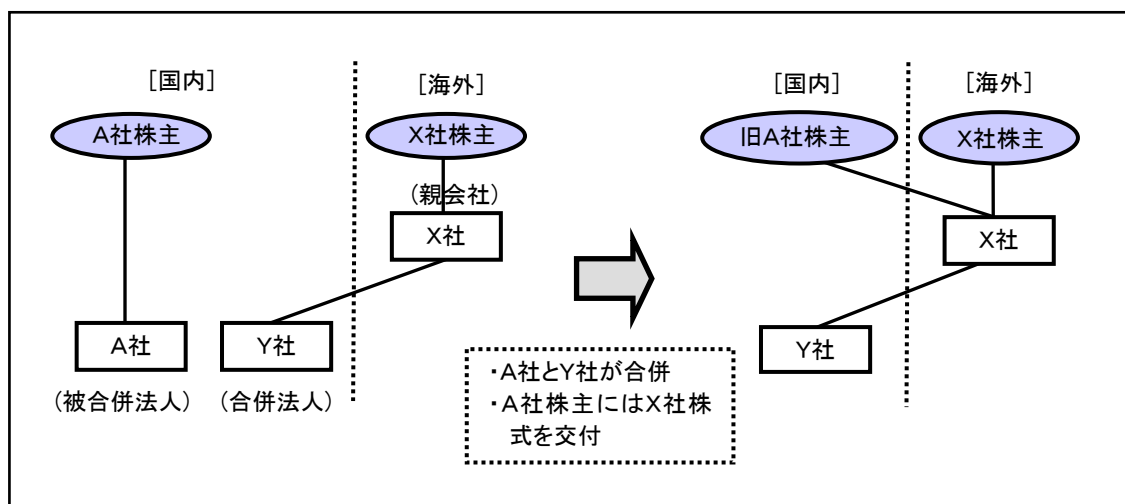 [国内]
[海外]
A社株主
X社株主
(親会社)
X社
A社
Y社
(被合併法人)
(合併法人)
・A社とY社が合併
・A社株主にはX社株
式を交付
[国内]
[海外]
旧A社株主
X社株主
X社
Y社